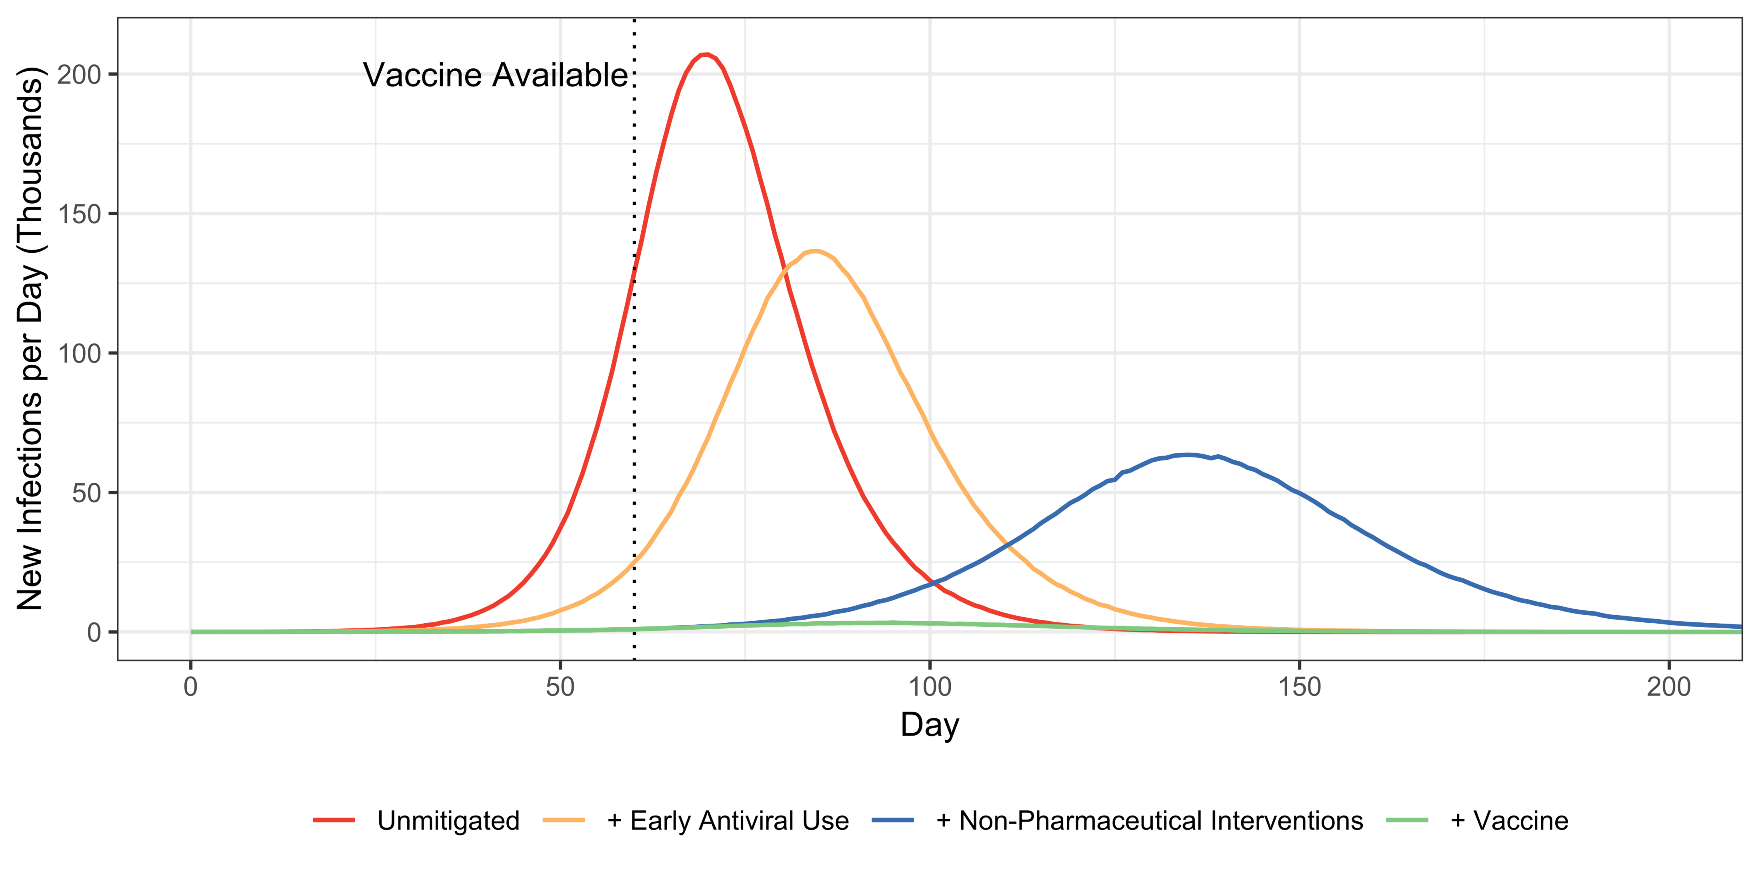 Vaccine Available
New Infections per Day (Thousands)
200
150
100
50
0
0 50 100 150 200
Day
Unmitigated + Early Antiviral Use + Non-Pharmaceutical Interventions + Vaccine